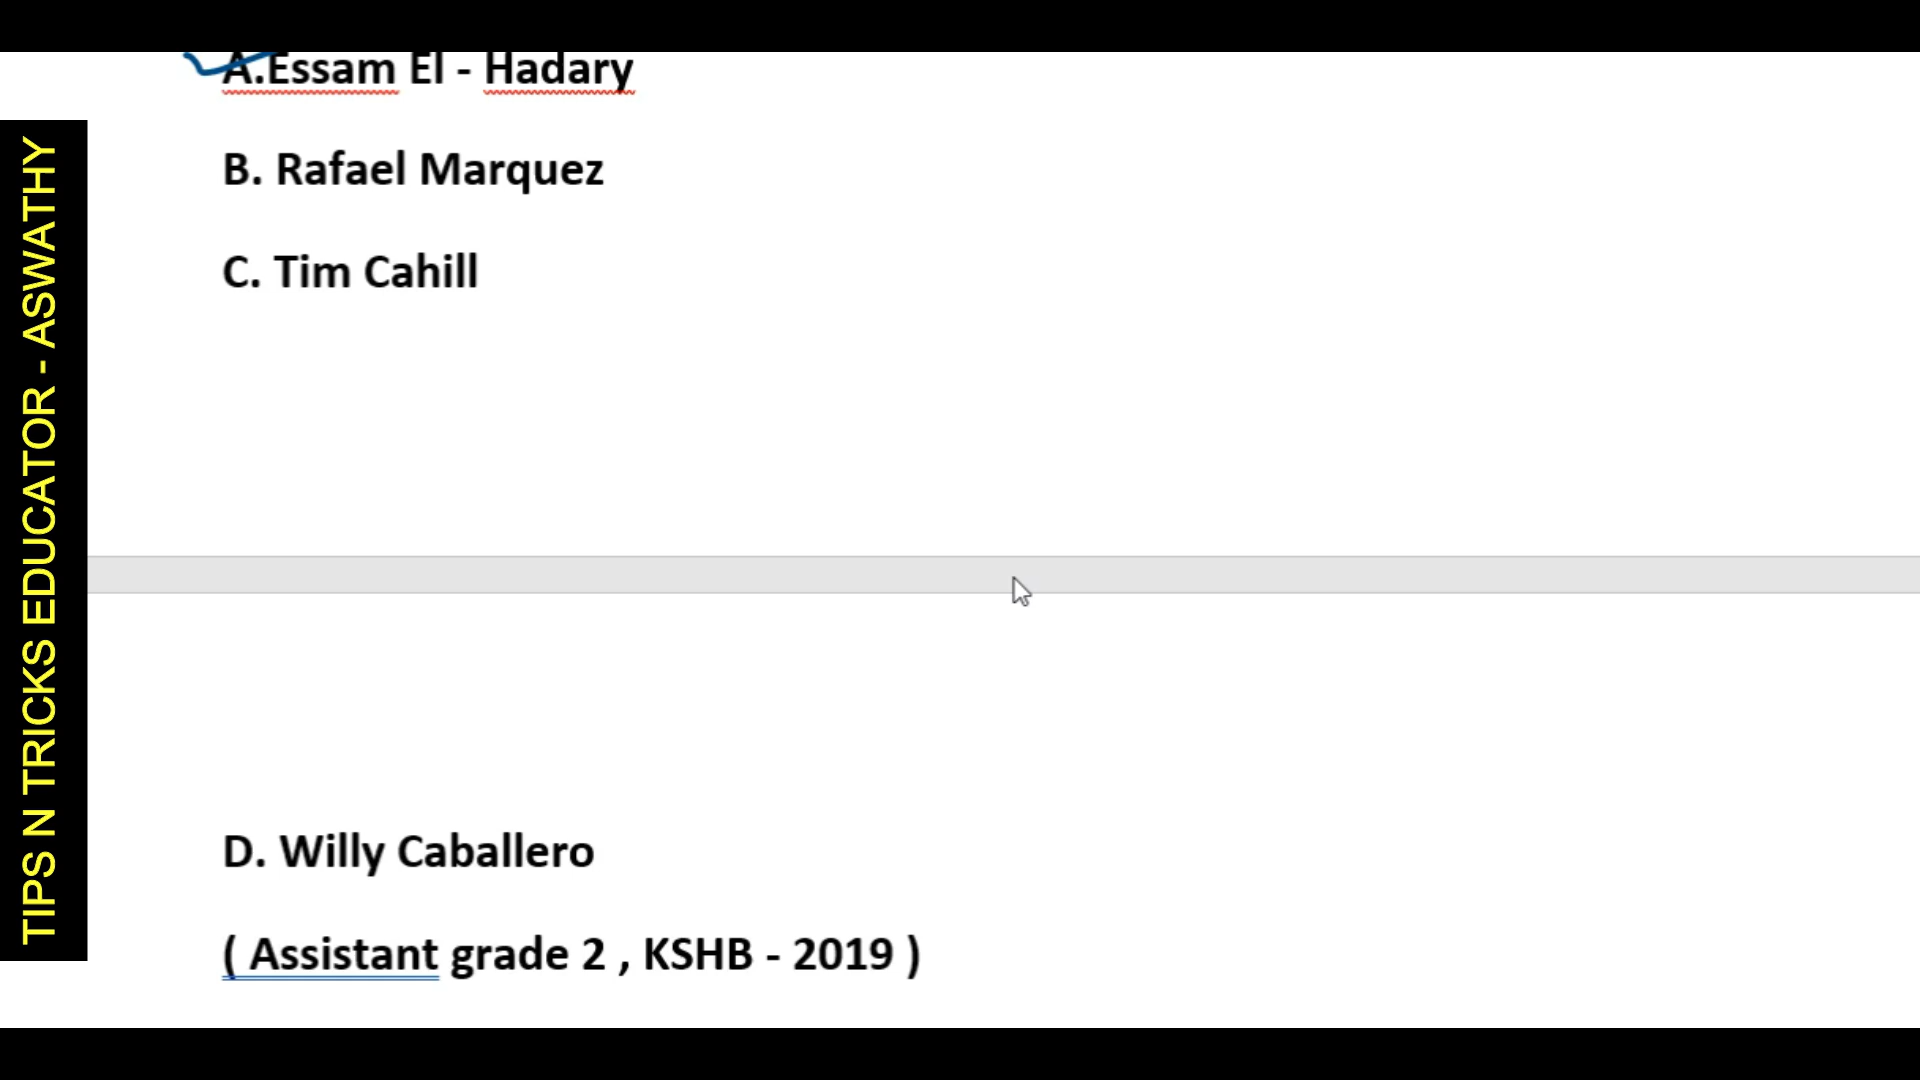 A.Essam El - Hadary
B. Rafael Marquez
C. Tim Cahill
D. Willy Caballero
( Assistant grade 2 , KSHB - 2019 )
TIPS N TRICKS EDUCATOR - ASWATHY